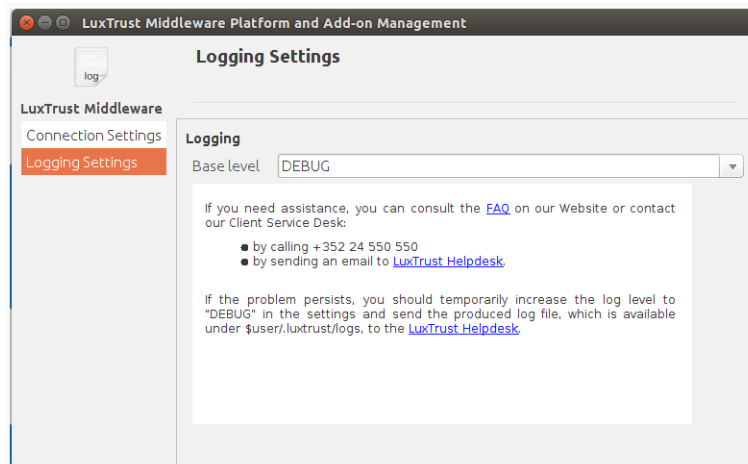 LuxTrust Middleware Platform and Add-on Management
log
Logging Settings
LuxTrust Middleware
Connection Settings
Logging Settings
Logging
Base level DEBUG
If you need assistance, you can consult the FAQ on our Website or contact
our Client Service Desk:
by calling +352 24 550 550
by sending an email to LuxTrust Helpdesk.
If the problem persists, you should temporarily increase the log level to
"DEBUG" in the settings and send the produced log file, which is available
under $user/.luxtrust/logs, to the LuxTrust Helpdesk.